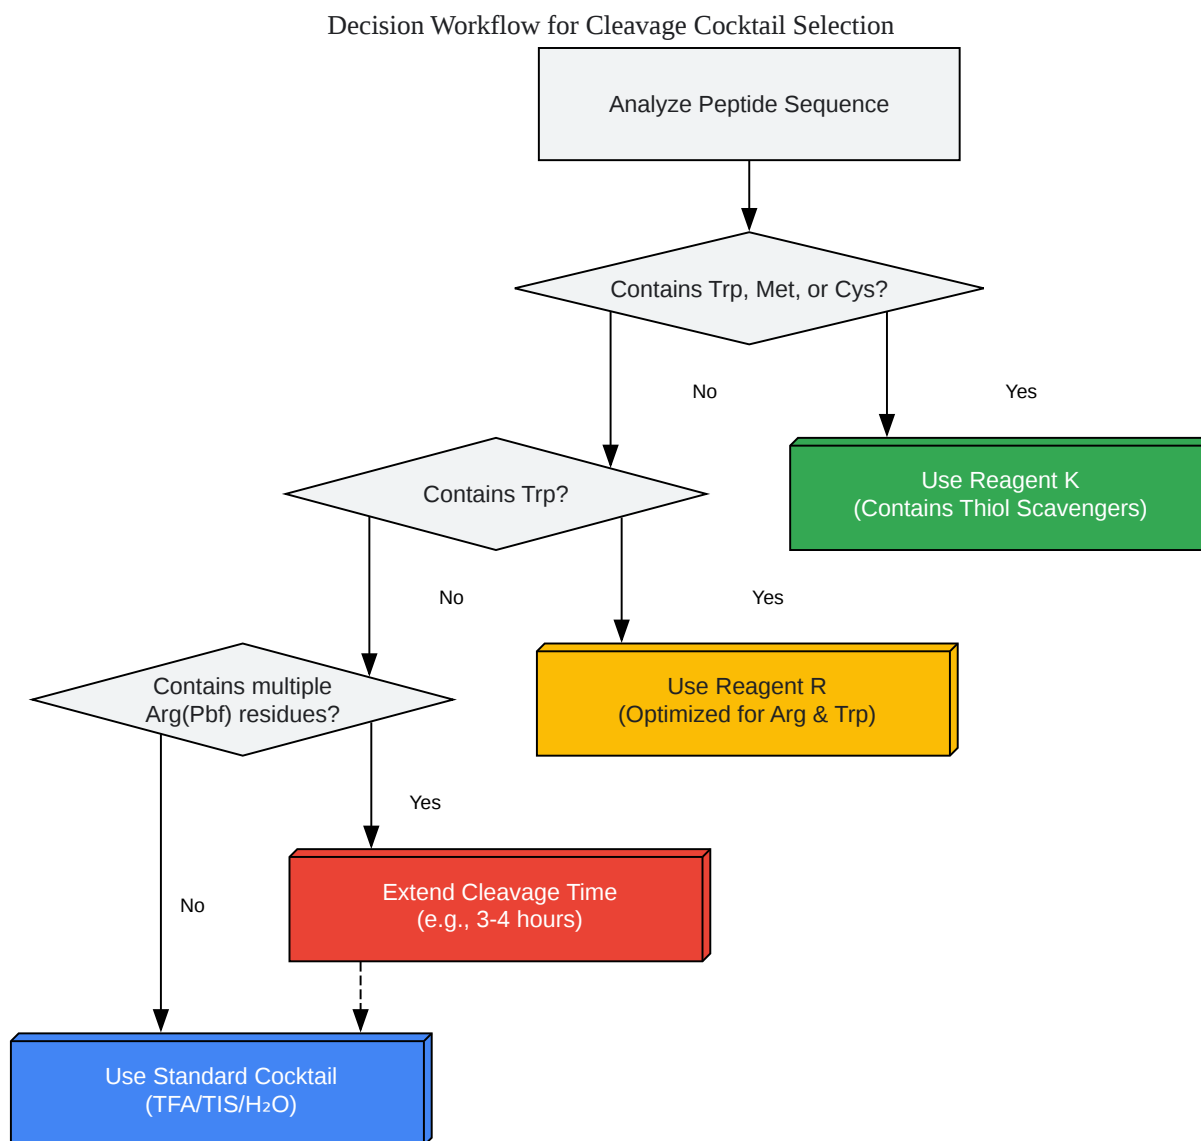 Decision Workflow for Cleavage Cocktail Selection
Analyze Peptide Sequence
Contains Trp, Met, or Cys?
No
Yes
Use Reagent K
(Contains Thiol Scavengers)
Contains Trp?
No
Yes
Use Reagent R
(Optimized for Arg & Trp)
Contains multiple
Arg(Pbf) residues?
Yes
No
Extend Cleavage Time
(e.g., 3-4 hours)
Use Standard Cocktail
(TFA/TIS/H₂O)